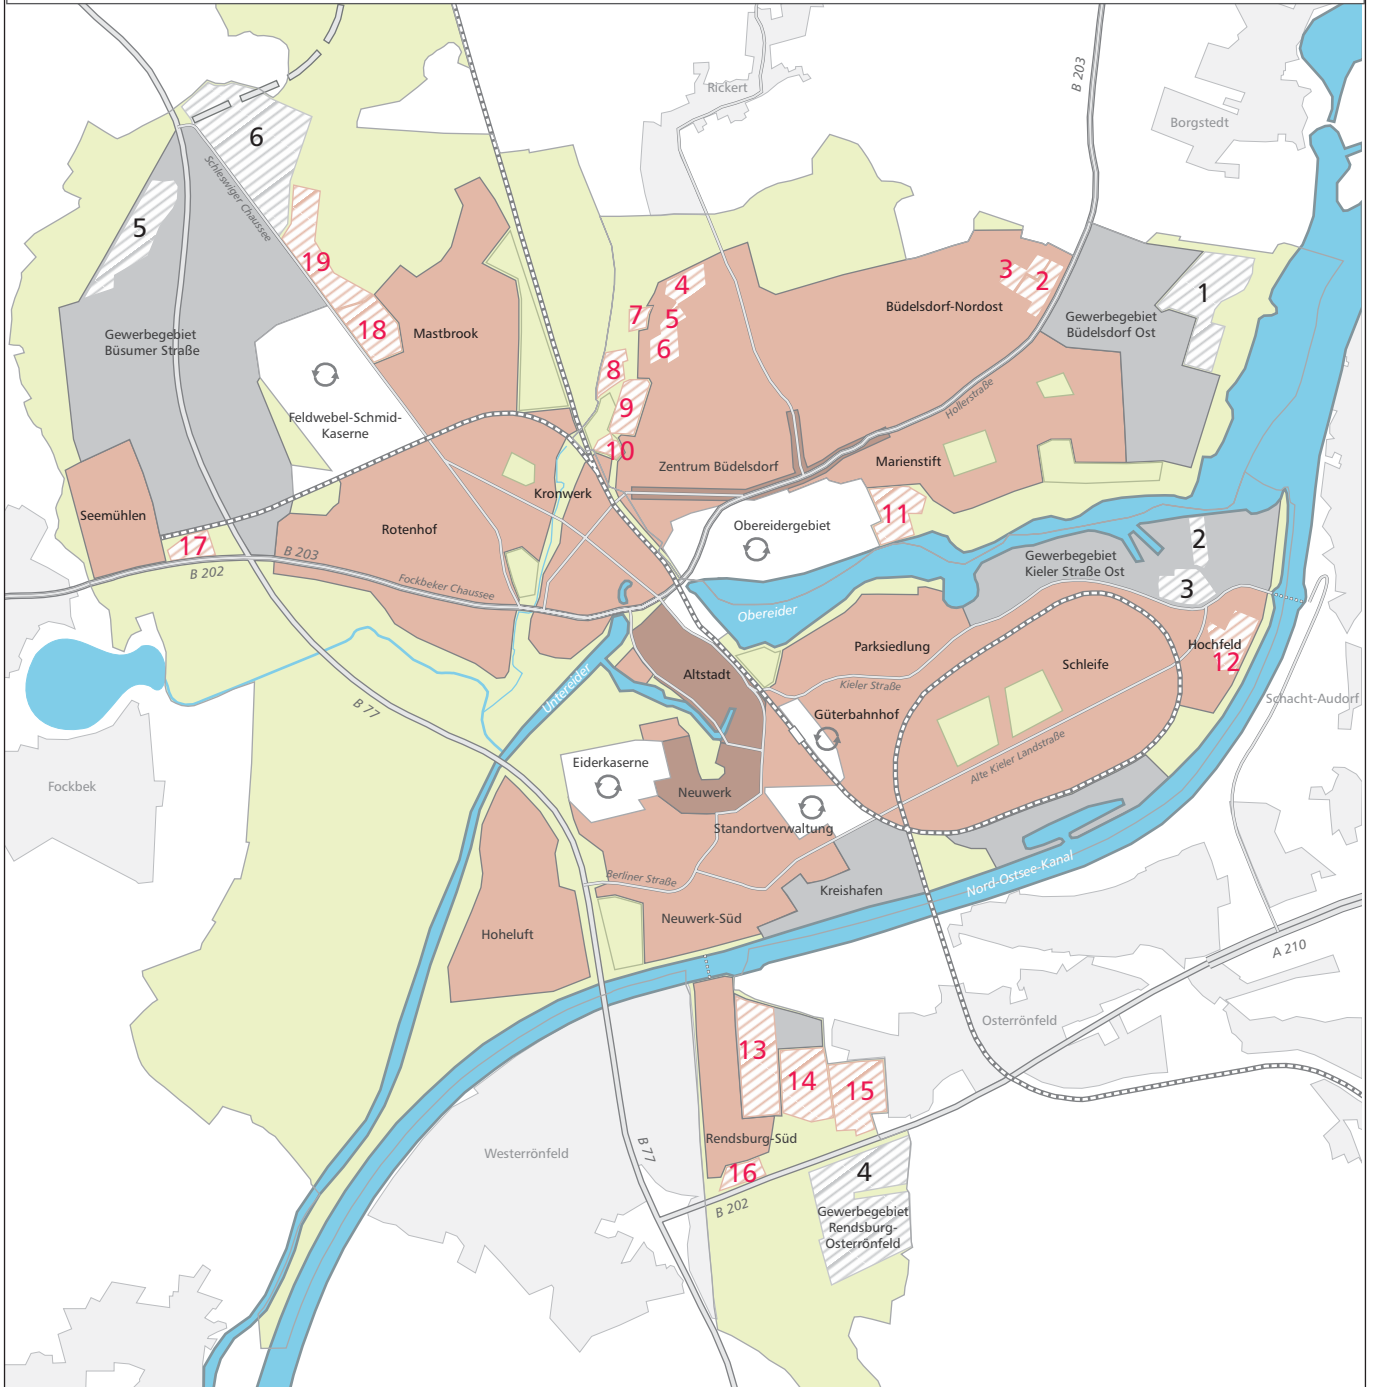 Rickert
B 203
Borgstedt
6
Schleswiger Chaussee
5
19
4
7
5
6
3
2
1
Büdelsdorf-Nordost
Gewerbegebiet
Büdelsdorf Ost
Gewerbegebiet
Büsumer Straße
18
Mastbrook
8
9
10
Hollerstraße
Feldwebel-Schmid-
Kaserne
Zentrum Büdelsdorf
Marienstift
Kronwerk
Seemühlen
Rotenhof
Obereidergebiet
11
17
B 203
B 202
Fockbeker Chaussee
Gewerbegebiet
Kieler Straße Ost
2
3
Obereider
Parksiedlung
Hochfeld
12
Schleife
Altstadt
Kieler Straße
Untereider
B 77
Güterbahnhof
Schacht-Audorf
Alte Kieler Landstraße
Eiderkaserne
Fockbek
Neuwerk
Standortverwaltung
Berliner Straße
Kreishafen
Nord-Ostsee-Kanal
Neuwerk-Süd
Hoheluft
A 210
Osterrönfeld
13
14
15
Rendsburg-Süd
B 77
Westerrönfeld
16
4
B 202
Gewerbegebiet
Rendsburg-
Osterrönfeld